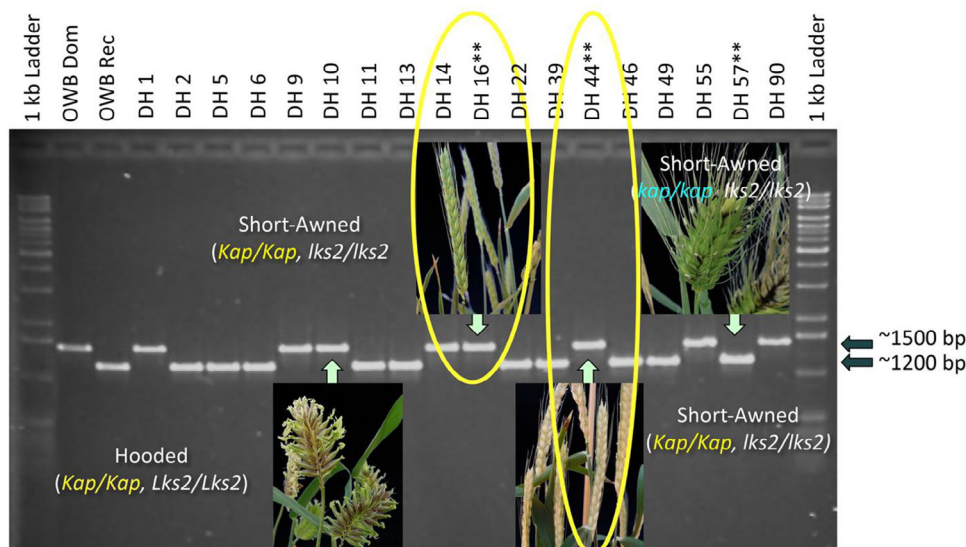 1 kb Ladder
OWB Dom
OWB Rec
DH 1
DH 2
DH 5
DH 6
DH 9
DH 10
DH 11
DH 13
DH 14
DH 16**
DH 22
DH 39
DH 44**
DH 46
DH 49
DH 55
DH 57**
DH 90
1 kb Ladder
Short-Awned
(kap/kap, lks2/lks2)
Short-Awned
(Kap/Kap, lks2/lks2
~1500 bp
~1200 bp
Short-Awned
(Kap/Kap, lks2/lks2)
Hooded
(Kap/Kap, Lks2/Lks2)